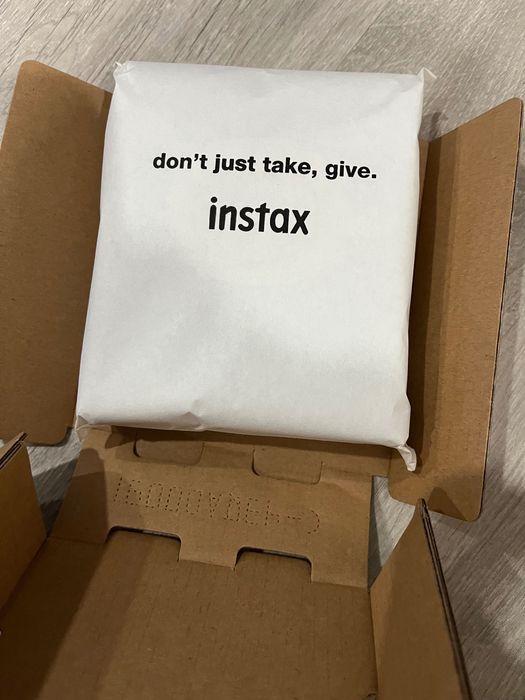 don't just take, give.
instax